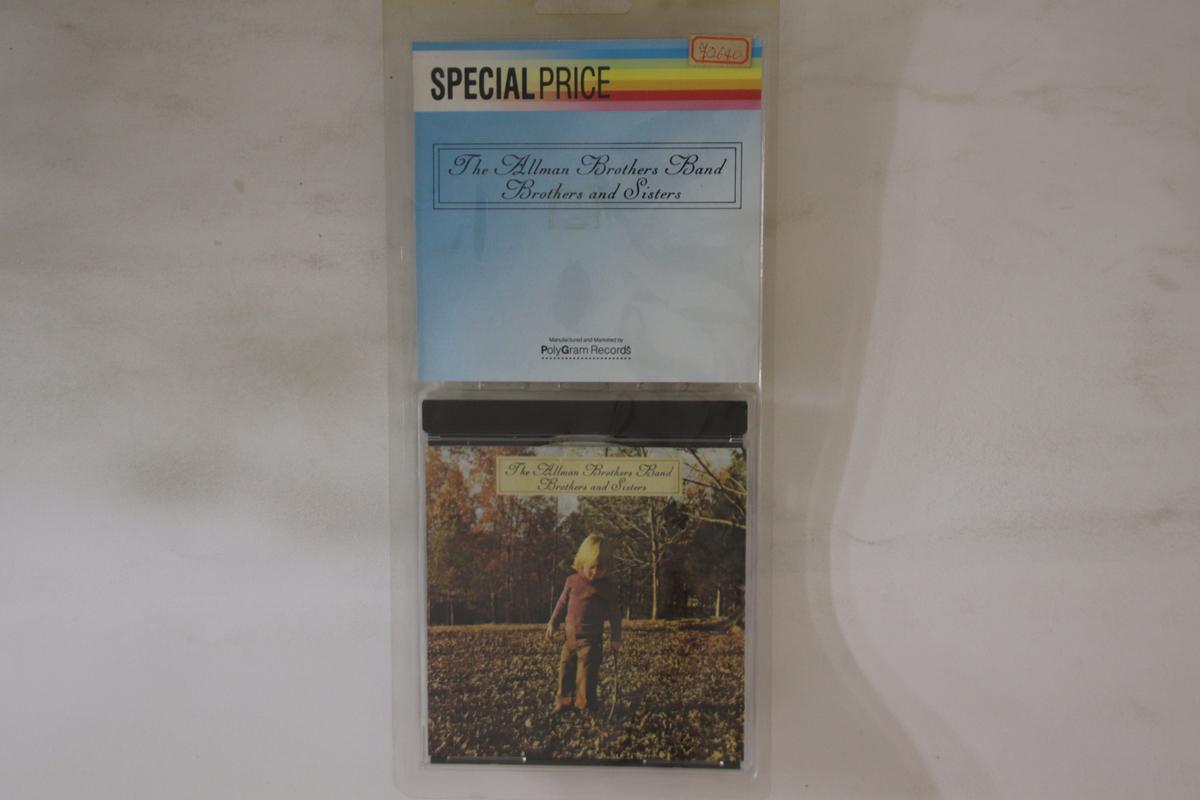 ¥2640
SPECIAL PRICE
The Allman Brothers Band
Brothers and Sisters
Manufactured and Marketed by
PolyGram Records
The Allman Brothers Band
Brothers and Sisters